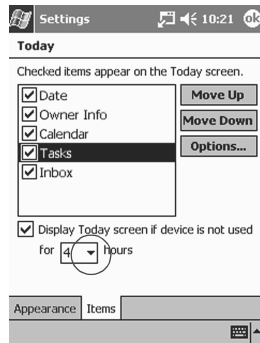 Settings 10:21 ok
Today
Checked items appear on the Today screen.
Date
Owner Info
Calendar
Tasks
Inbox
Move Up
Move Down
Options...
Display Today screen if device is not used
for 4 hours
Appearance Items